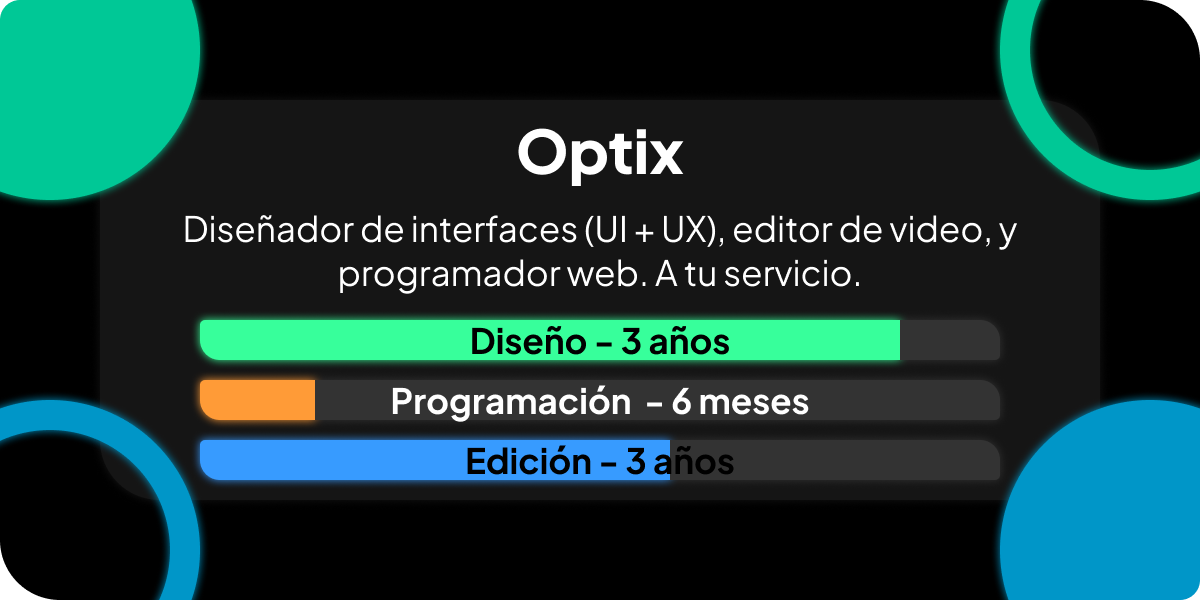 Optix
Diseñador de interfaces (UI + UX), editor de video, y
programador web. A tu servicio.
Diseño - 3 años
Programación - 6 meses
Edición - 3 años